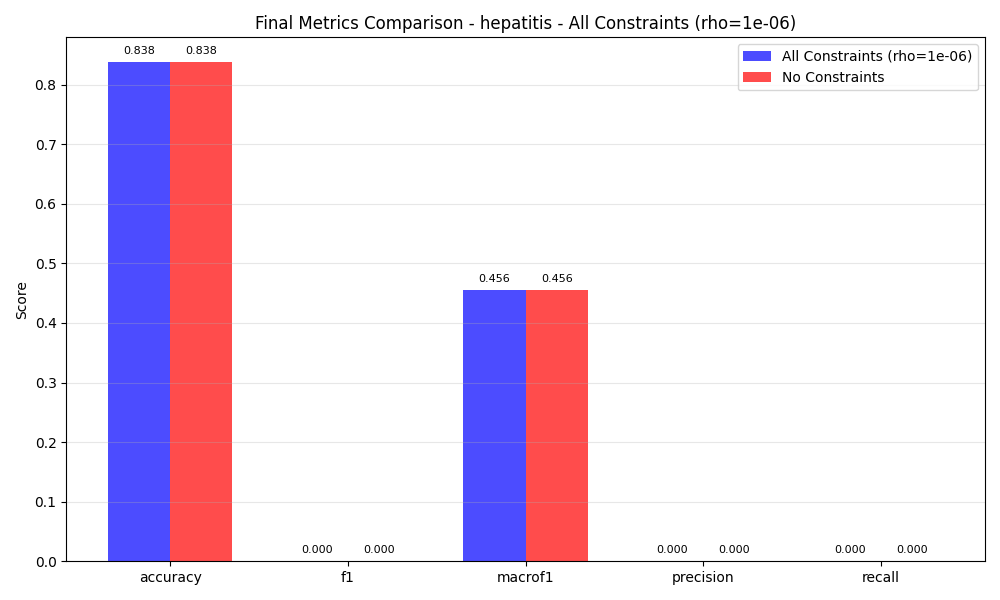 Final Metrics Comparison - hepatitis - All Constraints (rho=1e-06)
All Constraints (rho=1e-06)
No Constraints
Score
0.8
0.7
0.6
0.5
0.4
0.3
0.2
0.1
0.0
0.838 0.838
0.000 0.000
0.456 0.456
0.000 0.000
0.000 0.000
accuracy f1 macrof1 precision recall